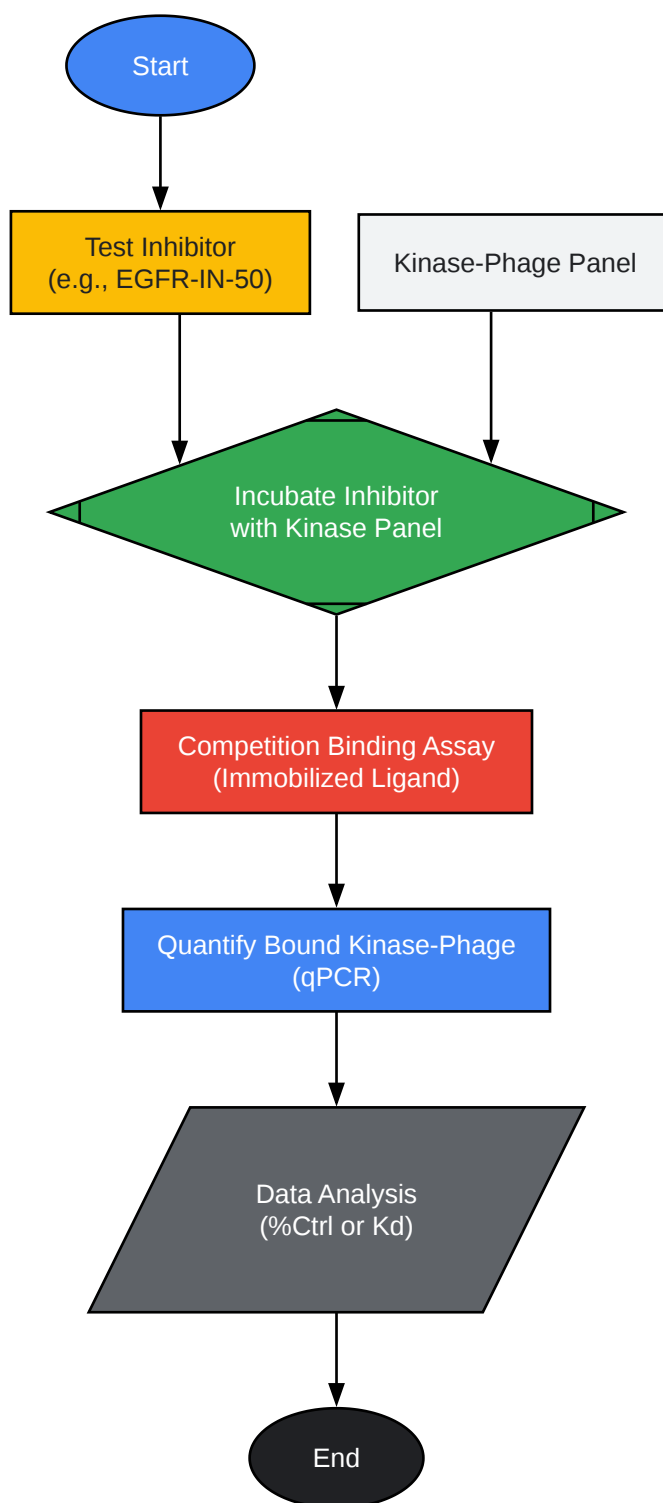 Start
Test Inhibitor
(e.g., EGFR-IN-50)
Kinase-Phage Panel
Incubate Inhibitor
with Kinase Panel
Competition Binding Assay
(Immobilized Ligand)
Quantify Bound Kinase-Phage
(qPCR)
Data Analysis
(%Ctrl or Kd)
End